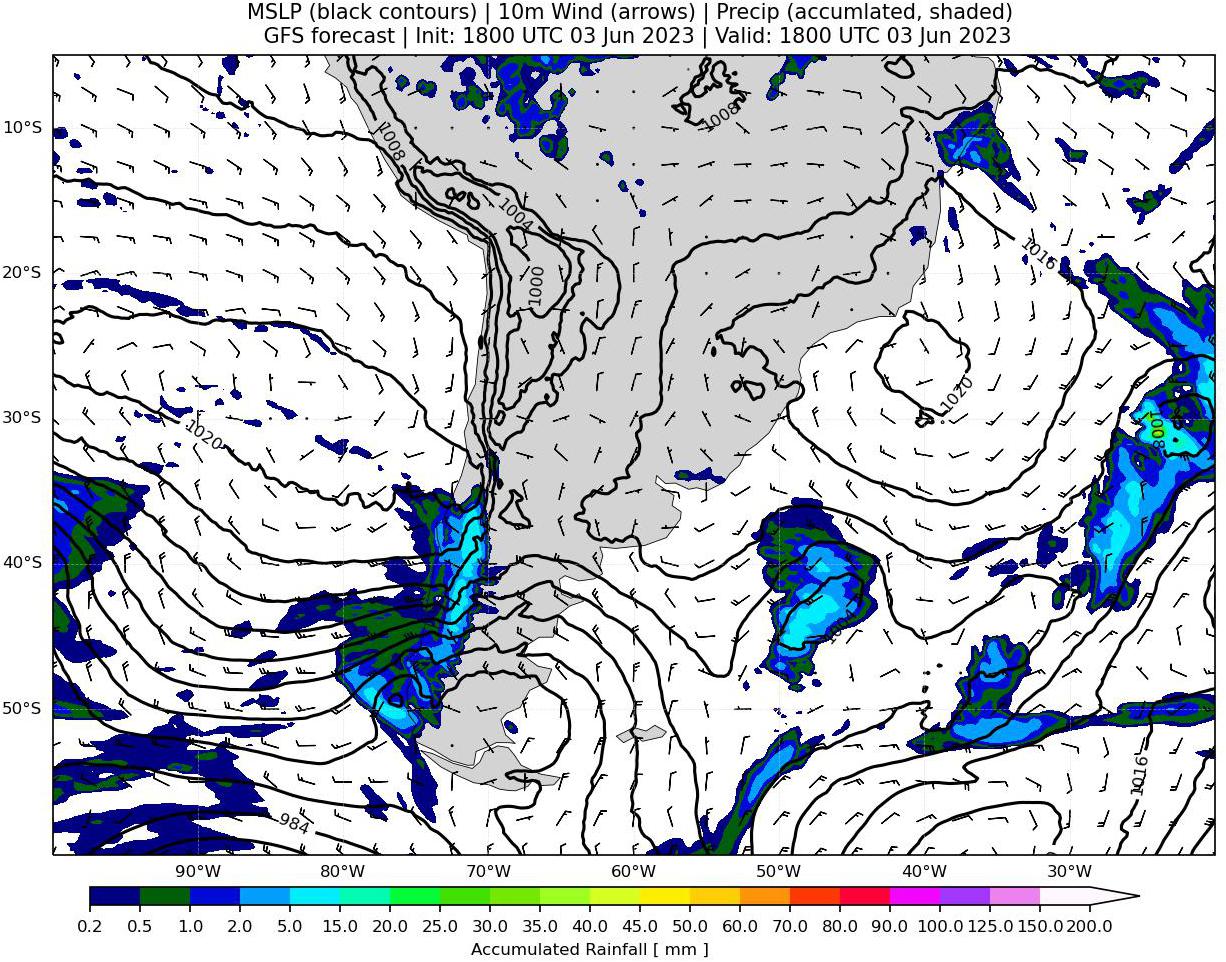 MSLP (black contours) | 10m Wind (arrows) | Precip (accumlated, shaded)
GFS forecast | Init: 1800 UTC 03 Jun 2023 | Valid: 1800 UTC 03 Jun 2023
1008
1008
10°S
1004
1016
20°S
1000
1020
30°S
1020
1008
40°S
50°S
1016
984
90°W 80°W 70°W 60°W 50°W 40°W 30°W
0.2 0.5 1.0 2.0 5.0 10.0 15.0 20.0 25.0 30.0 35.0 40.0 45.0 50.0 60.0 70.0 80.0 90.0 100.0 125.0 150.0 200.0
Accumulated Rainfall [ mm ]